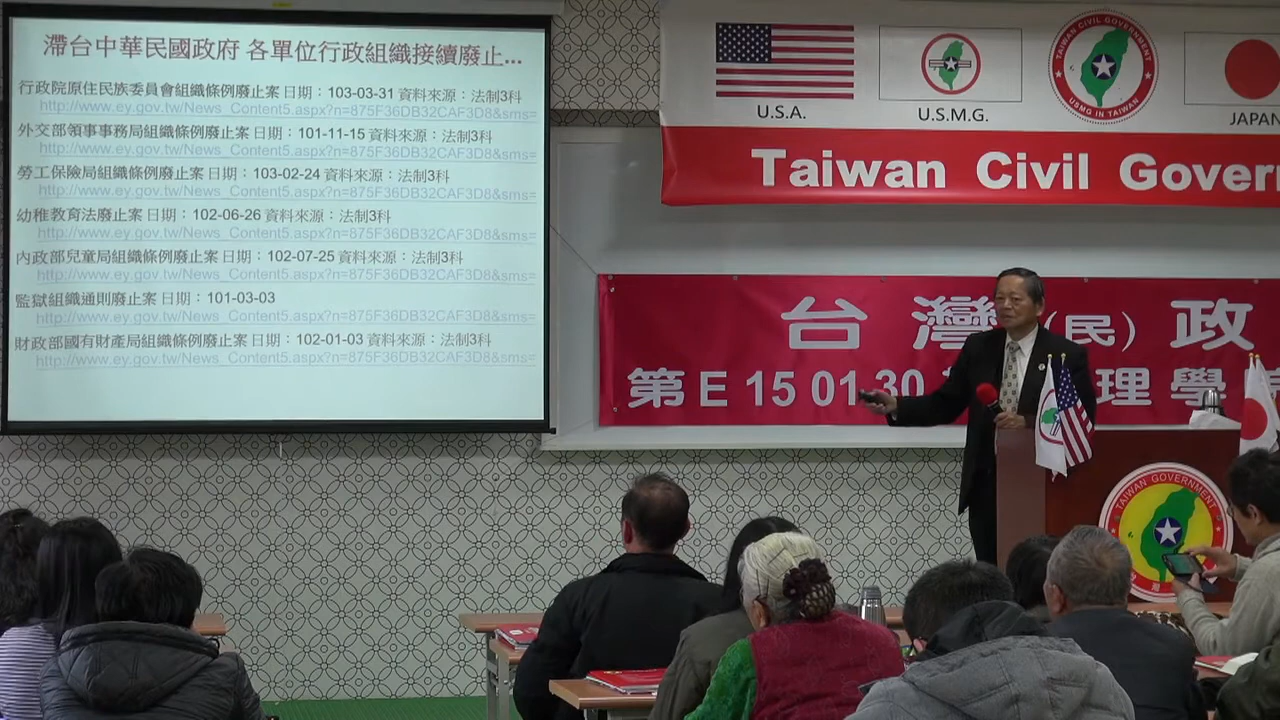 滯台中華民國政府 各單位行政組織接續廢止...
行政院原住民族委員會組織條例廢止案 日期：103-03-31 資料來源：法制3科
http://www.ey.gov.tw/News_Content5.aspx?n=875F36DB32CAF3D8&sms=
外交部領事事務局組織條例廢止案 日期：101-11-15 資料來源：法制3科
http://www.ey.gov.tw/News_Content5.aspx?n=875F36DB32CAF3D8&sms=
勞工保險局組織條例廢止案 日期：103-02-24 資料來源：法制3科
http://www.ey.gov.tw/News_Content5.aspx?n=875F36DB32CAF3D8&sms=
幼稚教育法廢止案 日期：102-06-26 資料來源：法制3科
http://www.ey.gov.tw/News_Content5.aspx?n=875F36DB32CAF3D8&sms=
內政部兒童局組織條例廢止案 日期：102-07-25 資料來源：法制3科
http://www.ey.gov.tw/News_Content5.aspx?n=875F36DB32CAF3D8&sms=
監獄組織通則廢止案 日期：101-03-03
http://www.ey.gov.tw/News_Content5.aspx?n=875F36DB32CAF3D8&sms=
財政部國有財產局組織條例廢止案 日期：102-01-03 資料來源：法制3科
http://www.ey.gov.tw/News_Content5.aspx?n=875F36DB32CAF3D8&sms=
U.S.A.
U.S.M.G.
TAIWAN CIVIL GOVERNMENT
USMG IN TAIWAN
JAPAN
Taiwan Civil Gover
台灣（民）政
第E 15 01 30 理學
TAIWAN GOVERNMENT
灣